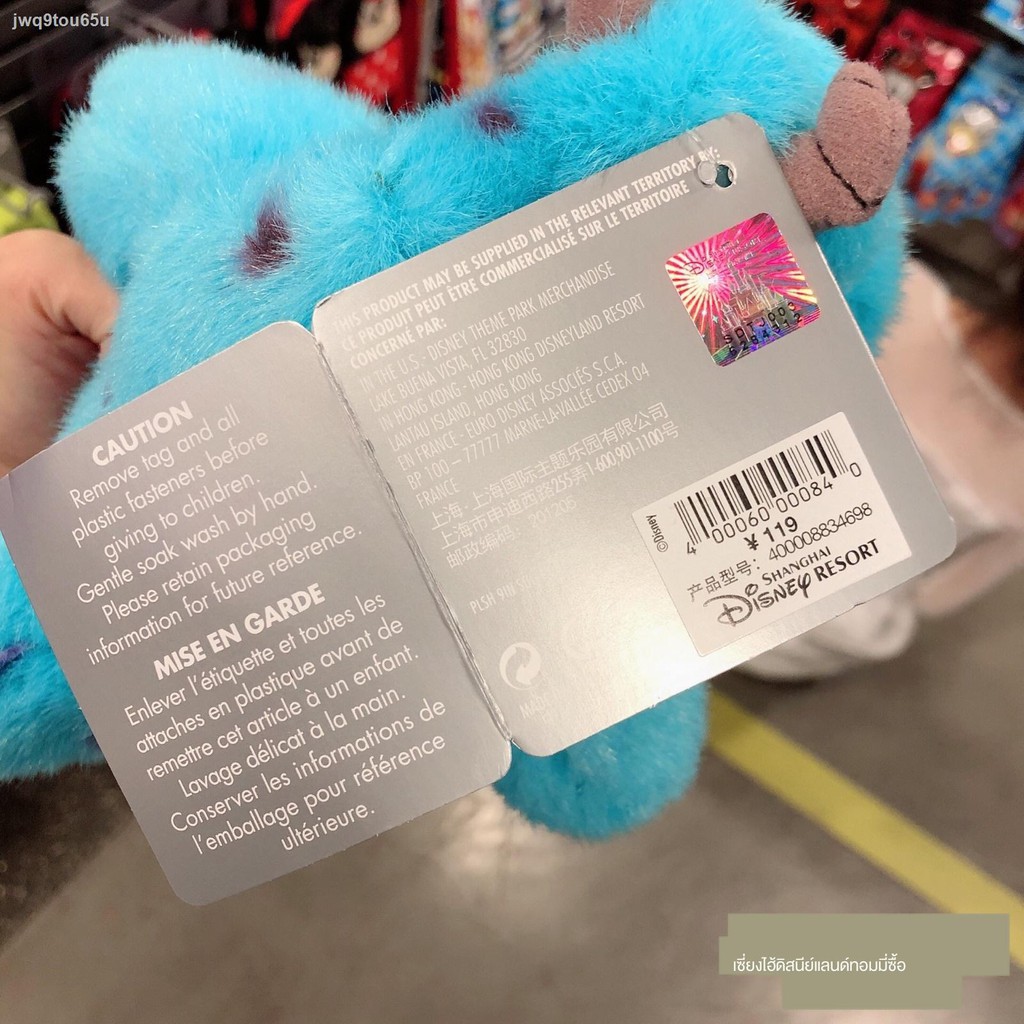 jwq9tou65u
CAUTION
Remove tag and all
plastic fasteners before
giving to children.
Gentle soak wash by hand.
Please retain packaging
information for future reference.
MISE EN GARDE
Enlever l'étiquette et toutes les
attaches en plastique avant de
remettre cet article à un enfant.
Lavage délicat à la main.
Conserver les informations de
l'emballage pour référence
ultérieure.
PRODUCT MAY BE SUPPLIED IN THE RELEVANT TERRITORY BY:
CE PRODUIT PEUT ÊTRE COMMERCIALISÉ SUR LE TERRITOIRE
CONCERNÉ PAR:
IN THE U.S. - DISNEY THEME PARK MERCHANDISE
LAKE BUENA VISTA, FL 32830
IN HONG KONG - HONG KONG DISNEYLAND RESORT
LANTAU ISLAND, HONG KONG
EN FRANCE - EURO DISNEY ASSOCIÉS S.C.A.
BP 100 – 77777 MARNE-LA-VALLÉE CEDEX 04
FRANCE
上海 - 上海国际主题乐园有限公司
上海市申迪西路255弄1-600,901-1100号
邮政编码: 201205
©Disney
4 00060 00084 0
¥ 119
产品型号: 400008834698
SHANGHAI
Disney RESORT
เซี่ยงไฮ้ดิสนีย์แลนด์ทอมมี่ซื้อ